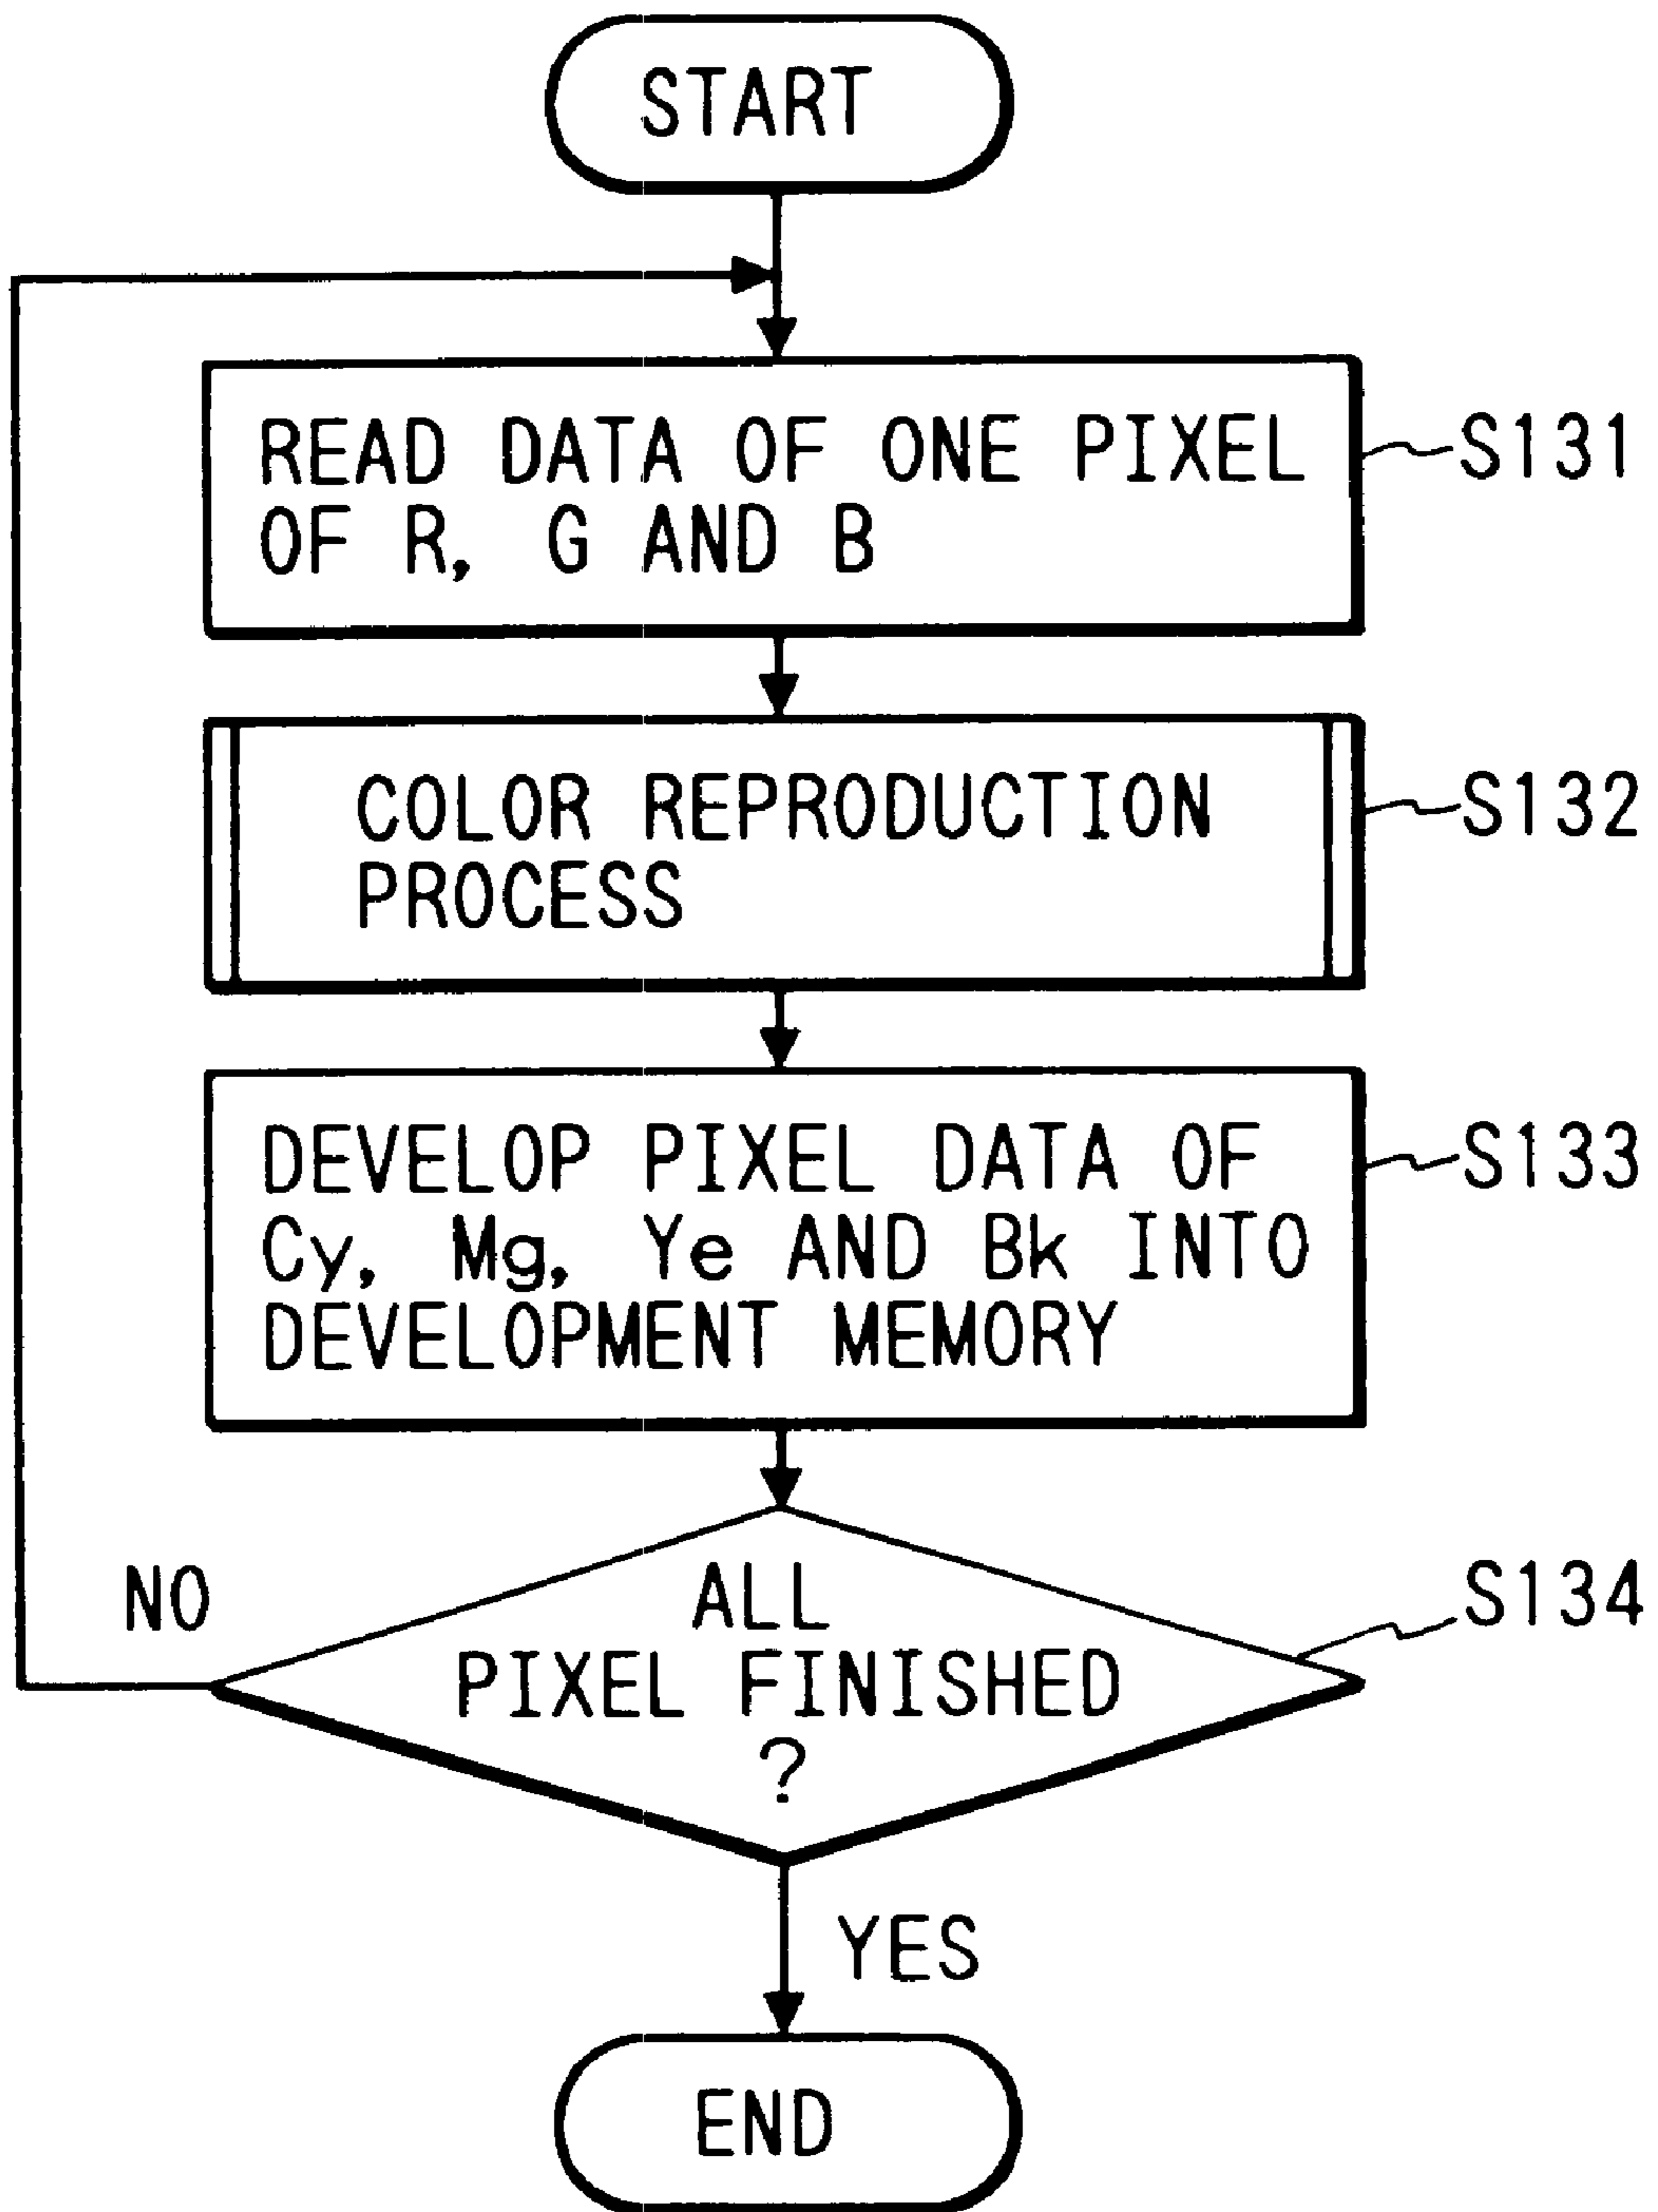 START
READ DATA OF ONE PIXEL
OF R, G AND B
S131
COLOR REPRODUCTION
PROCESS
S132
DEVELOP PIXEL DATA OF
Cy, Mg, Ye AND Bk INTO
DEVELOPMENT MEMORY
S133
NO
ALL
PIXEL FINISHED
?
S134
YES
END